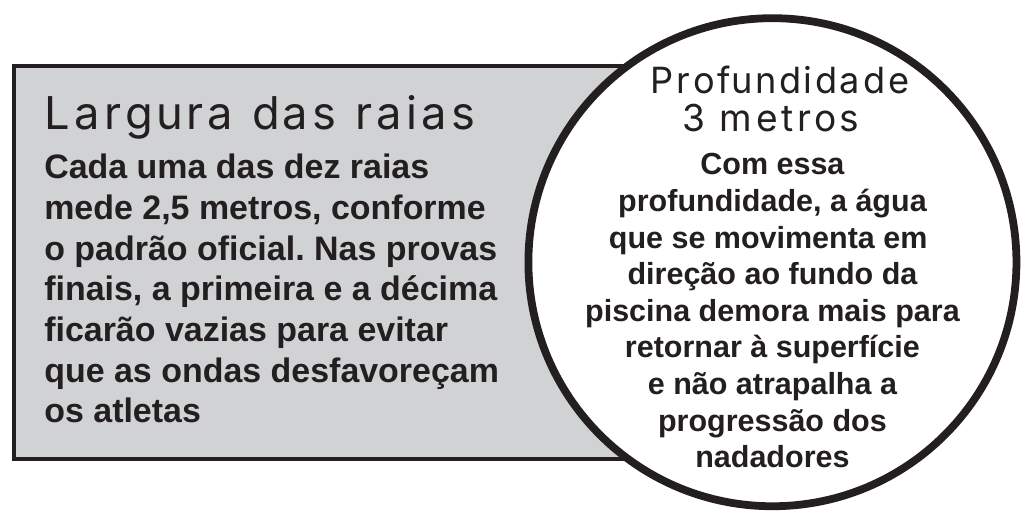 Largura das raias
Cada uma das dez raias
mede 2,5 metros, conforme
o padrão oficial. Nas provas
finais, a primeira e a décima
ficarão vazias para evitar
que as ondas desfavoreçam
os atletas
Profundidade
3 metros
Com essa
profundidade, a água
que se movimenta em
direção ao fundo da
piscina demora mais para
retornar à superfície
e não atrapalha a
progressão dos
nadadores